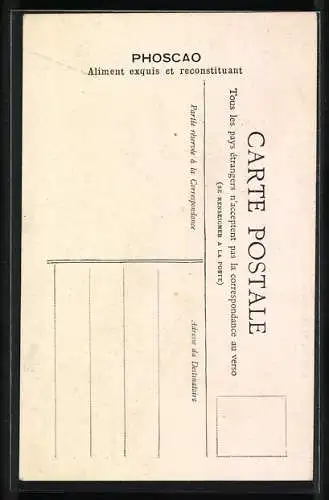 PHOSCAO
Aliment exquis et reconstituant
CARTE POSTALE
Tous les pays étrangers n'acceptent pas la correspondance au verso
(SE RENSEIGNER A LA POSTE)
Partie réservée à la Correspondance
Adresse du Destinataire